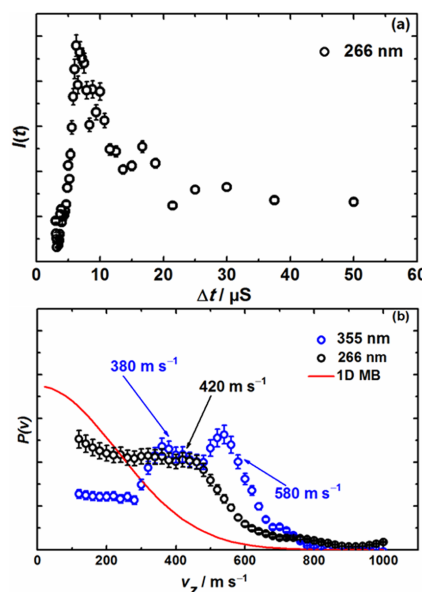 (a)
266 nm
I(t)
0 10 20 30 40 50 60
Δt / μS
(b)
355 nm
266 nm
1D MB
380 m s⁻¹
420 m s⁻¹
580 m s⁻¹
P(v)
0 200 400 600 800 1000
v_z / m s⁻¹